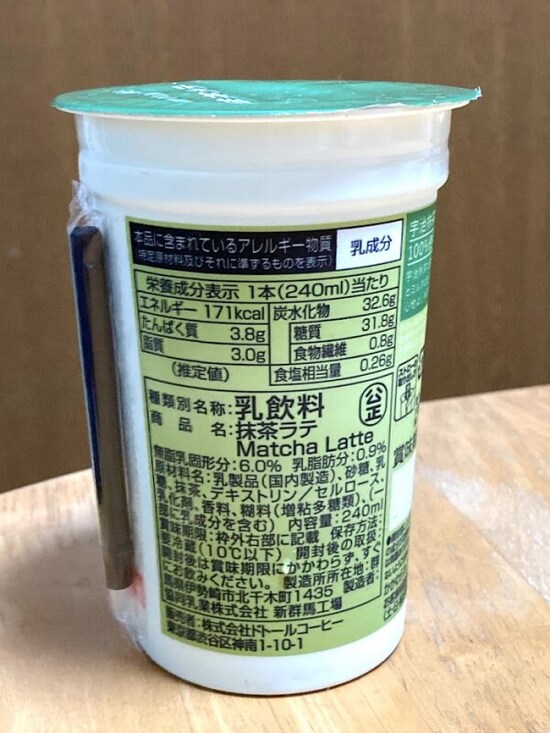 本品に含まれているアレルギー物質
特定原材料及びそれに準ずるものを表示)
乳成分
栄養成分表示 1本(240ml)当たり
エネルギー 171kcal
たんぱく質 3.8g
脂質 3.0g
(推定値)
炭水化物 32.6g
糖質 31.8g
食物繊維 0.8g
食塩相当量 0.26g
種類別名称:乳飲料
公正
商品名:抹茶ラテ
Matcha Latte
無脂乳固形分:6.0% 乳脂肪分:0.9%
原材料名:乳製品(国内製造)、砂糖、乳
糖、抹茶、デキストリン/セルロース、
乳化剤、香料、糊料(増粘多糖類)、(一
部に乳成分を含む) 内容量:240ml
賞味期限:枠外右部に記載 保存方法:
要冷蔵(10℃以下) 開封後の取扱:
開封後は賞味期限にかかわらず、すぐ
にお飲みください。 製造所所在地:群
馬県伊勢崎市北千木町1435 製造者:
協同乳業株式会社 新群馬工場
販売者:株式会社ドトールコーヒー
東京都渋谷区神南1-10-1
宇治抹茶
100%
賞味